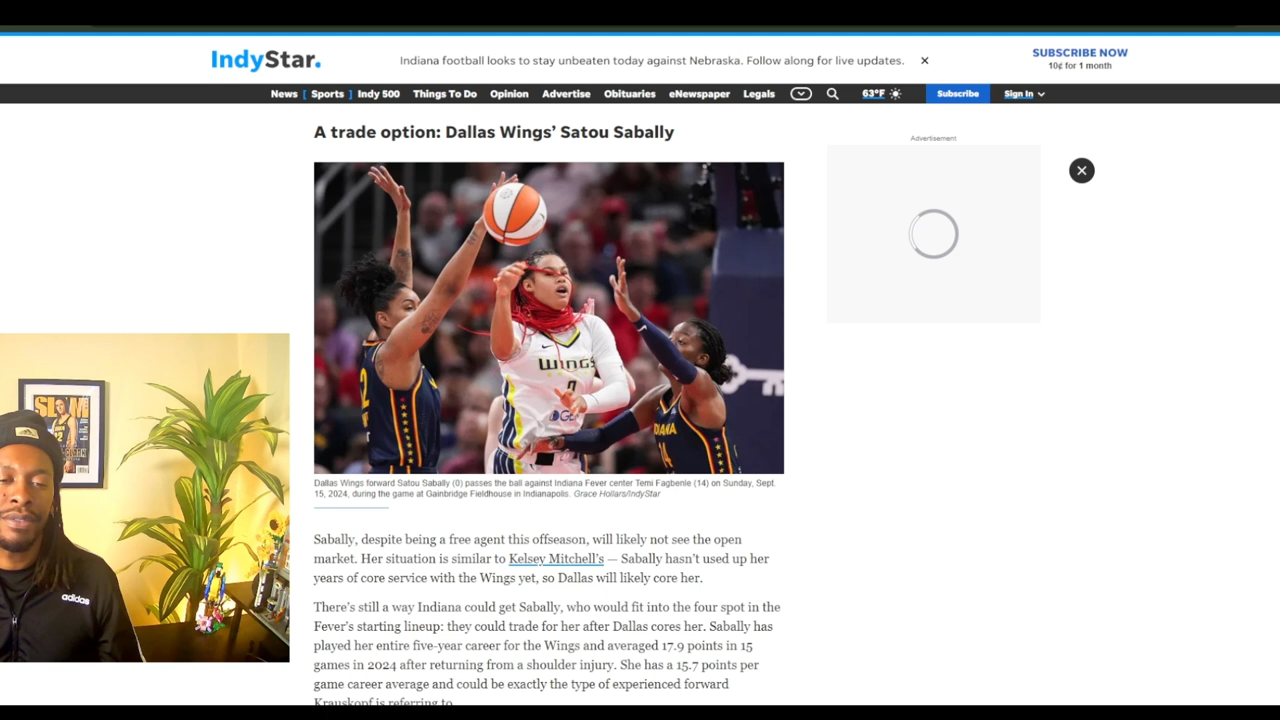 IndyStar.
Indiana football looks to stay unbeaten today against Nebraska. Follow along for live updates.
SUBSCRIBE NOW
10¢ for 1 month
News [ Sports ] Indy 500 Things To Do Opinion Advertise Obituaries eNewspaper Legals 63°F Subscribe Sign In
A trade option: Dallas Wings’ Satou Sabally
Advertisement
WINGS
0
INDIANA
SLAM
adidas
Dallas Wings forward Satou Sabally (0) passes the ball against Indiana Fever center Temi Fagbenle (14) on Sunday, Sept.
15, 2024, during the game at Gainbridge Fieldhouse in Indianapolis. Grace Hollars/IndyStar
Sabally, despite being a free agent this offseason, will likely not see the open
market. Her situation is similar to Kelsey Mitchell’s — Sabally hasn’t used up her
years of core service with the Wings yet, so Dallas will likely core her.
There’s still a way Indiana could get Sabally, who would fit into the four spot in the
Fever’s starting lineup: they could trade for her after Dallas cores her. Sabally has
played her entire five-year career for the Wings and averaged 17.9 points in 15
games in 2024 after returning from a shoulder injury. She has a 15.7 points per
game career average and could be exactly the type of experienced forward
Krauskopf is referring to.